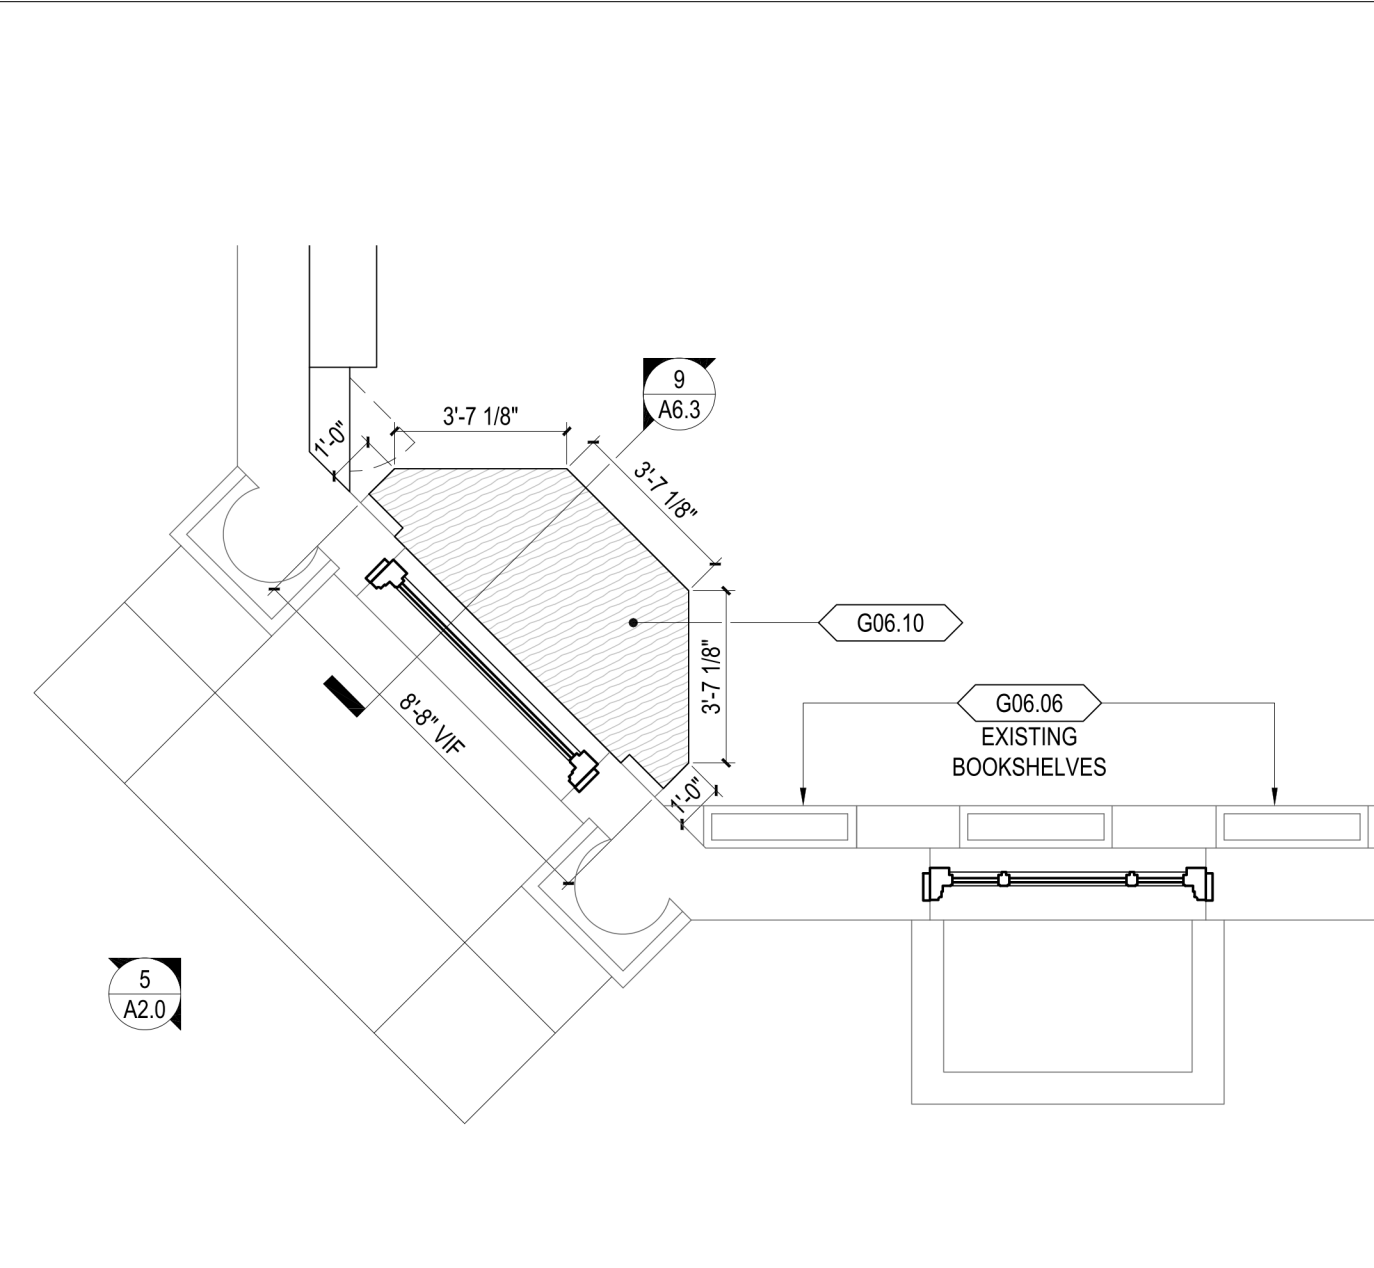 9
A6.3
3'-7 1/8"
1'-0"
3'-7 1/8"
G06.10
3'-7 1/8"
8'-8" VIF
G06.06
EXISTING
BOOKSHELVES
1'-0"
5
A2.0